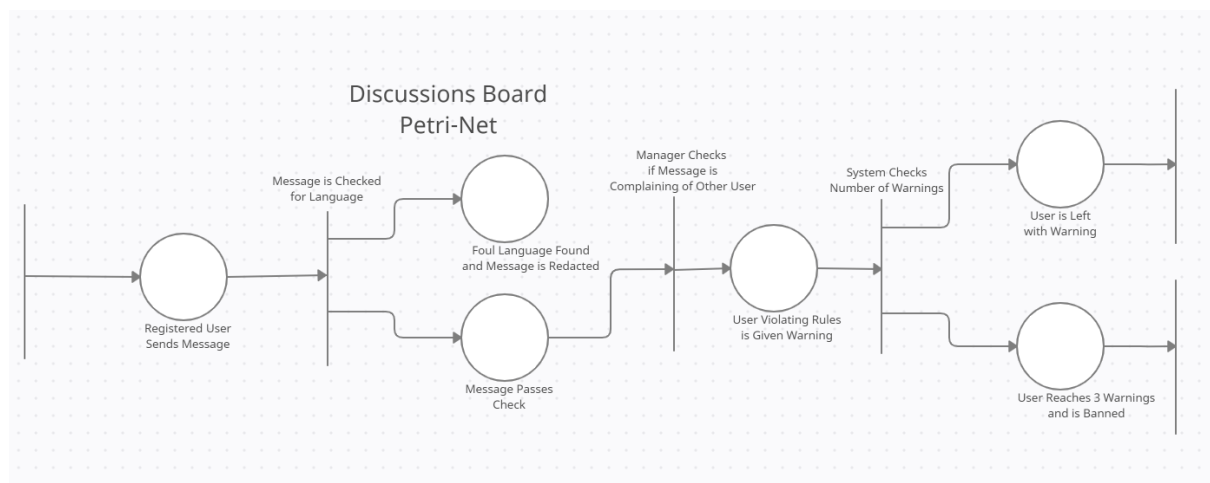 Discussions Board
Petri-Net
Message is Checked
for Language
Registered User
Sends Message
Foul Language Found
and Message is Redacted
Message Passes
Check
Manager Checks
if Message is
Complaining of Other User
User Violating Rules
is Given Warning
System Checks
Number of Warnings
User is Left
with Warning
User Reaches 3 Warnings
and is Banned